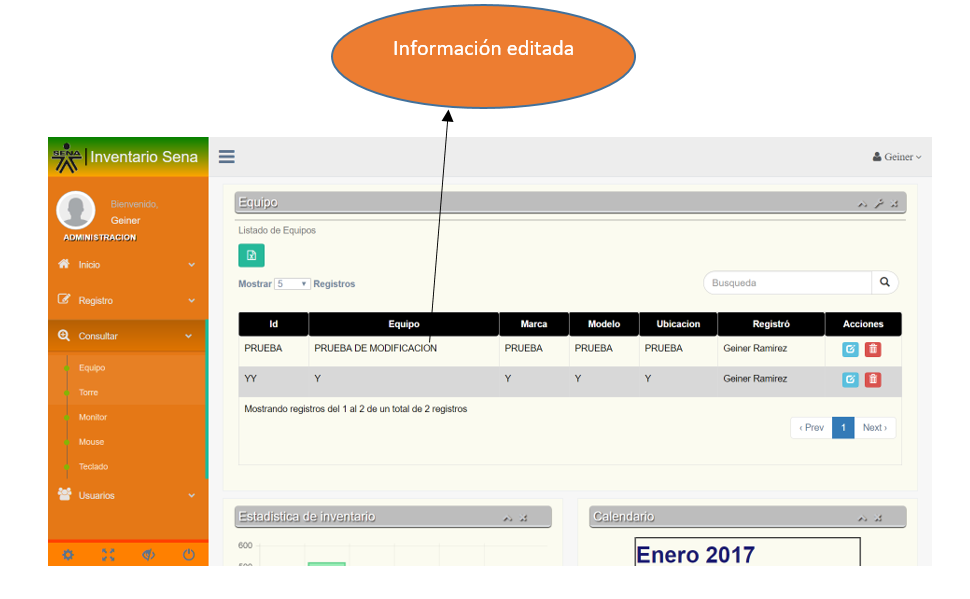 Información editada
SENA
Inventario Sena
Geiner
Bienvenido,
Geiner
ADMINISTRACION
Inicio
Registro
Consultar
Equipo
Torre
Monitor
Mouse
Teclado
Usuarios
Equipo
Listado de Equipos
Mostrar 5 Registros
Busqueda
Id Equipo Marca Modelo Ubicacion Registró Acciones
PRUEBA PRUEBA DE MODIFICACION PRUEBA PRUEBA PRUEBA Geiner Ramirez
YY Y Y Y Y Geiner Ramirez
Mostrando registros del 1 al 2 de un total de 2 registros
‹ Prev 1 Next ›
Estadistica de inventario
600
Calendario
Enero 2017